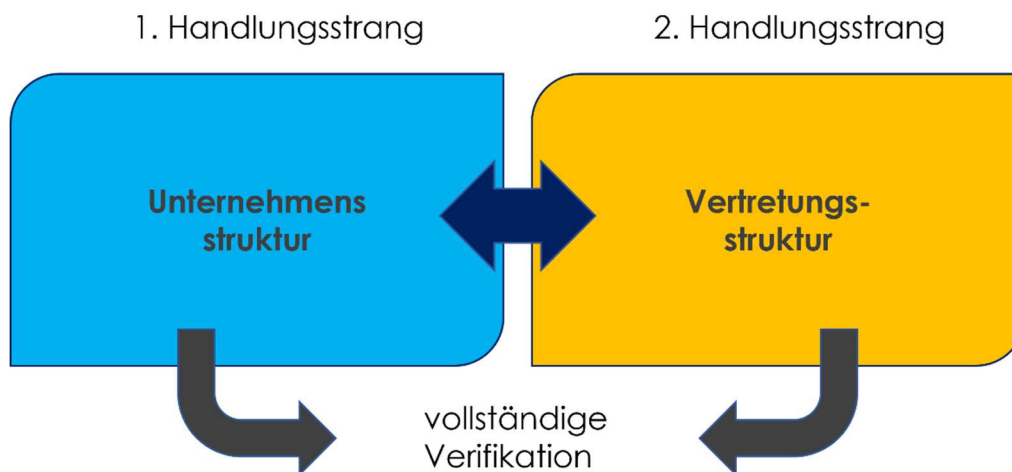 1. Handlungsstrang
2. Handlungsstrang
Unternehmens
struktur
Vertretungs-
struktur
vollständige
Verifikation